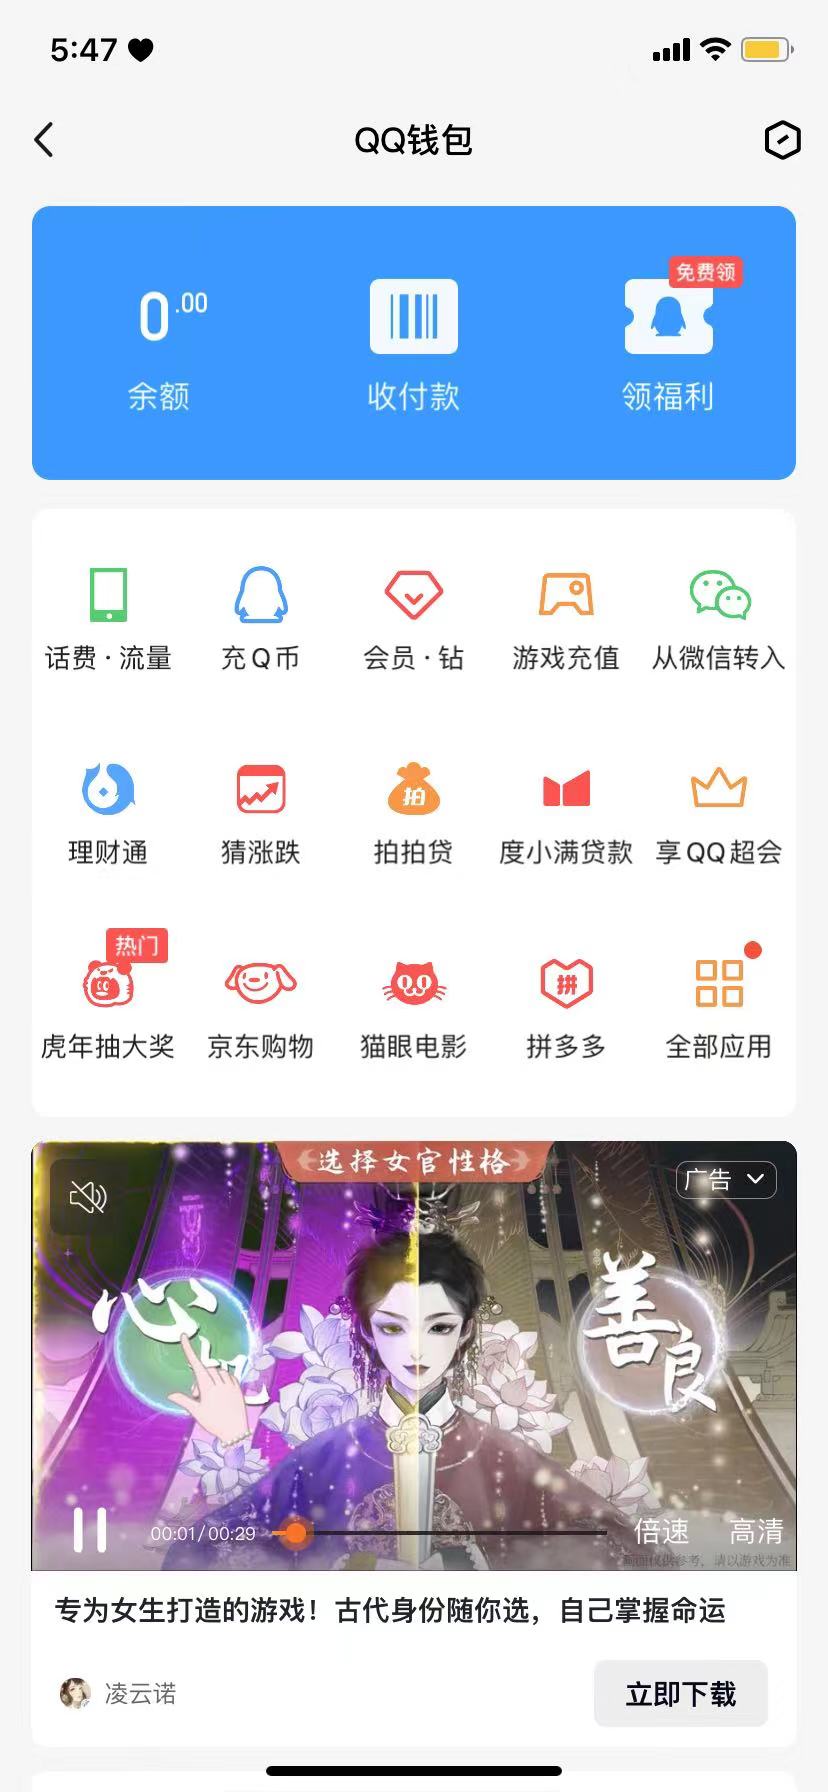 5:47
QQ钱包
免费领
0.00
余额
收付款
领福利
话费·流量
充Q币
会员·钻
游戏充值
从微信转入
拍
理财通
猜涨跌
拍拍贷
度小满贷款
享QQ超会
热门
拼
虎年抽大奖
京东购物
猫眼电影
拼多多
全部应用
选择女官性格
广告
心机
善良
00:01/00:29
倍速
高清
画面仅供参考，请以游戏为准
专为女生打造的游戏！古代身份随你选，自己掌握命运
凌云诺
立即下载